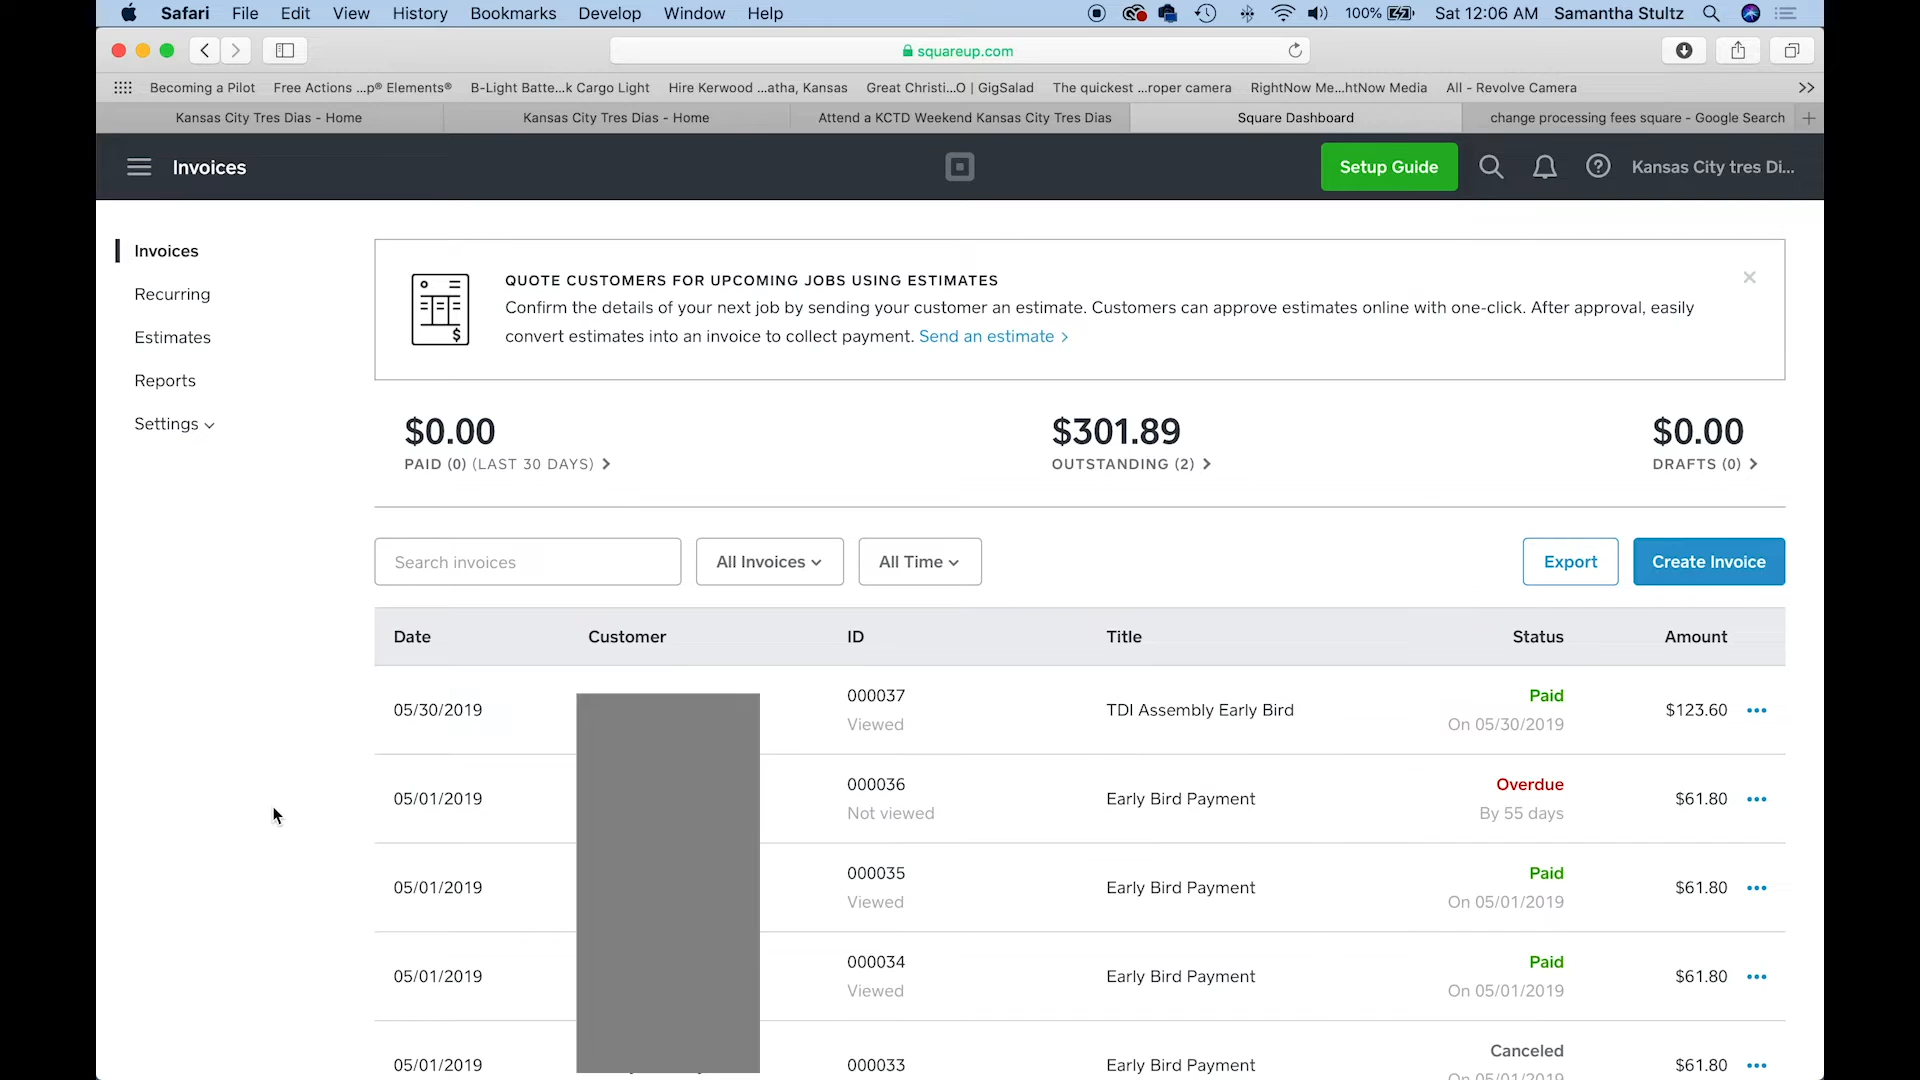 Safari File Edit View History Bookmarks Develop Window Help 100% Sat 12:06 AM Samantha Stultz
squareup.com
Becoming a Pilot Free Actions ...p® Elements® B-Light Batte...k Cargo Light Hire Kerwood ...atha, Kansas Great Christi...O | GigSalad The quickest ...roper camera RightNow Me...htNow Media All - Revolve Camera
Kansas City Tres Dias - Home Kansas City Tres Dias - Home Attend a KCTD Weekend Kansas City Tres Dias Square Dashboard change processing fees square - Google Search
Invoices Setup Guide Kansas City tres Di...
Invoices
Recurring
Estimates
Reports
Settings
QUOTE CUSTOMERS FOR UPCOMING JOBS USING ESTIMATES
Confirm the details of your next job by sending your customer an estimate. Customers can approve estimates online with one-click. After approval, easily
convert estimates into an invoice to collect payment. Send an estimate >
$0.00 $301.89 $0.00
PAID (0) (LAST 30 DAYS) > OUTSTANDING (2) > DRAFTS (0) >
Search invoices All Invoices All Time Export Create Invoice
Date Customer ID Title Status Amount
05/30/2019 000037 Viewed TDI Assembly Early Bird Paid On 05/30/2019 $123.60 •••
05/01/2019 000036 Not viewed Early Bird Payment Overdue By 55 days $61.80 •••
05/01/2019 000035 Viewed Early Bird Payment Paid On 05/01/2019 $61.80 •••
05/01/2019 000034 Viewed Early Bird Payment Paid On 05/01/2019 $61.80 •••
05/01/2019 000033 Early Bird Payment Canceled On 05/01/2019 $61.80 •••